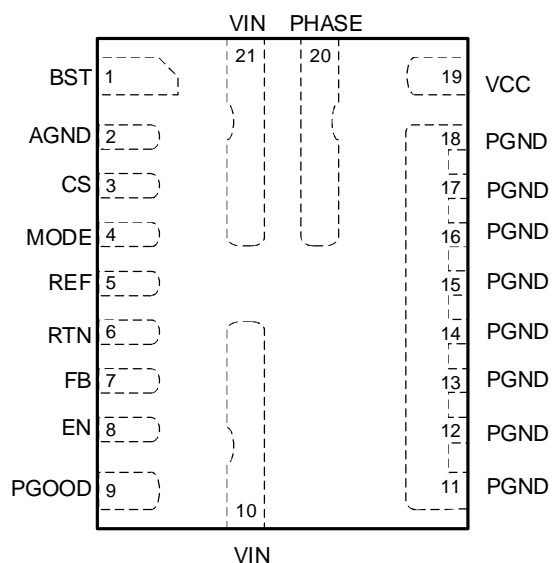 VIN PHASE
21 20
BST 1 19 VCC
AGND 2 18 PGND
CS 3 17 PGND
MODE 4 16 PGND
REF 5 15 PGND
RTN 6 14 PGND
FB 7 13 PGND
EN 8 12 PGND
PGOOD 9 11 PGND
10
VIN